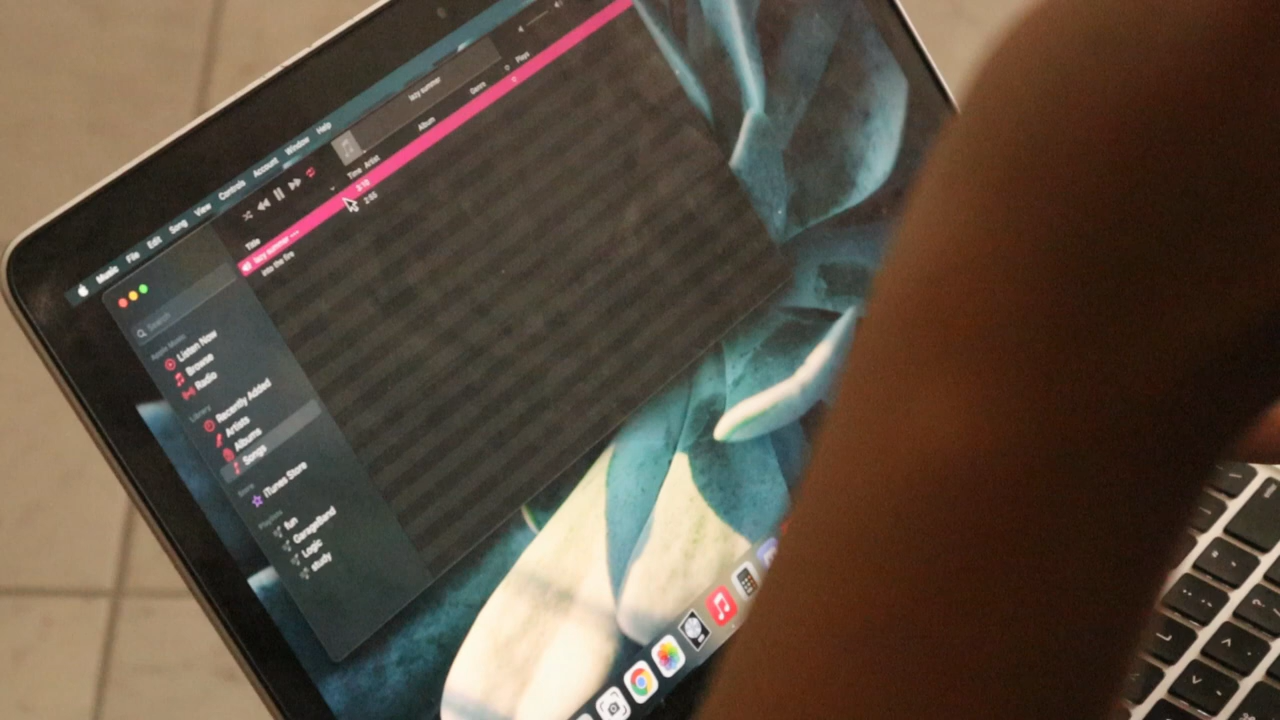 Music File Edit Song View Controls Account Window Help
lazy summer
Title Time Artist Album Genre Plays
lazy summer ... 3:19
into the fire 2:05
Search
Apple Music
Listen Now
Browse
Radio
Library
Recently Added
Artists
Albums
Songs
Store
iTunes Store
Playlists
fun
GarageBand
Logic
study